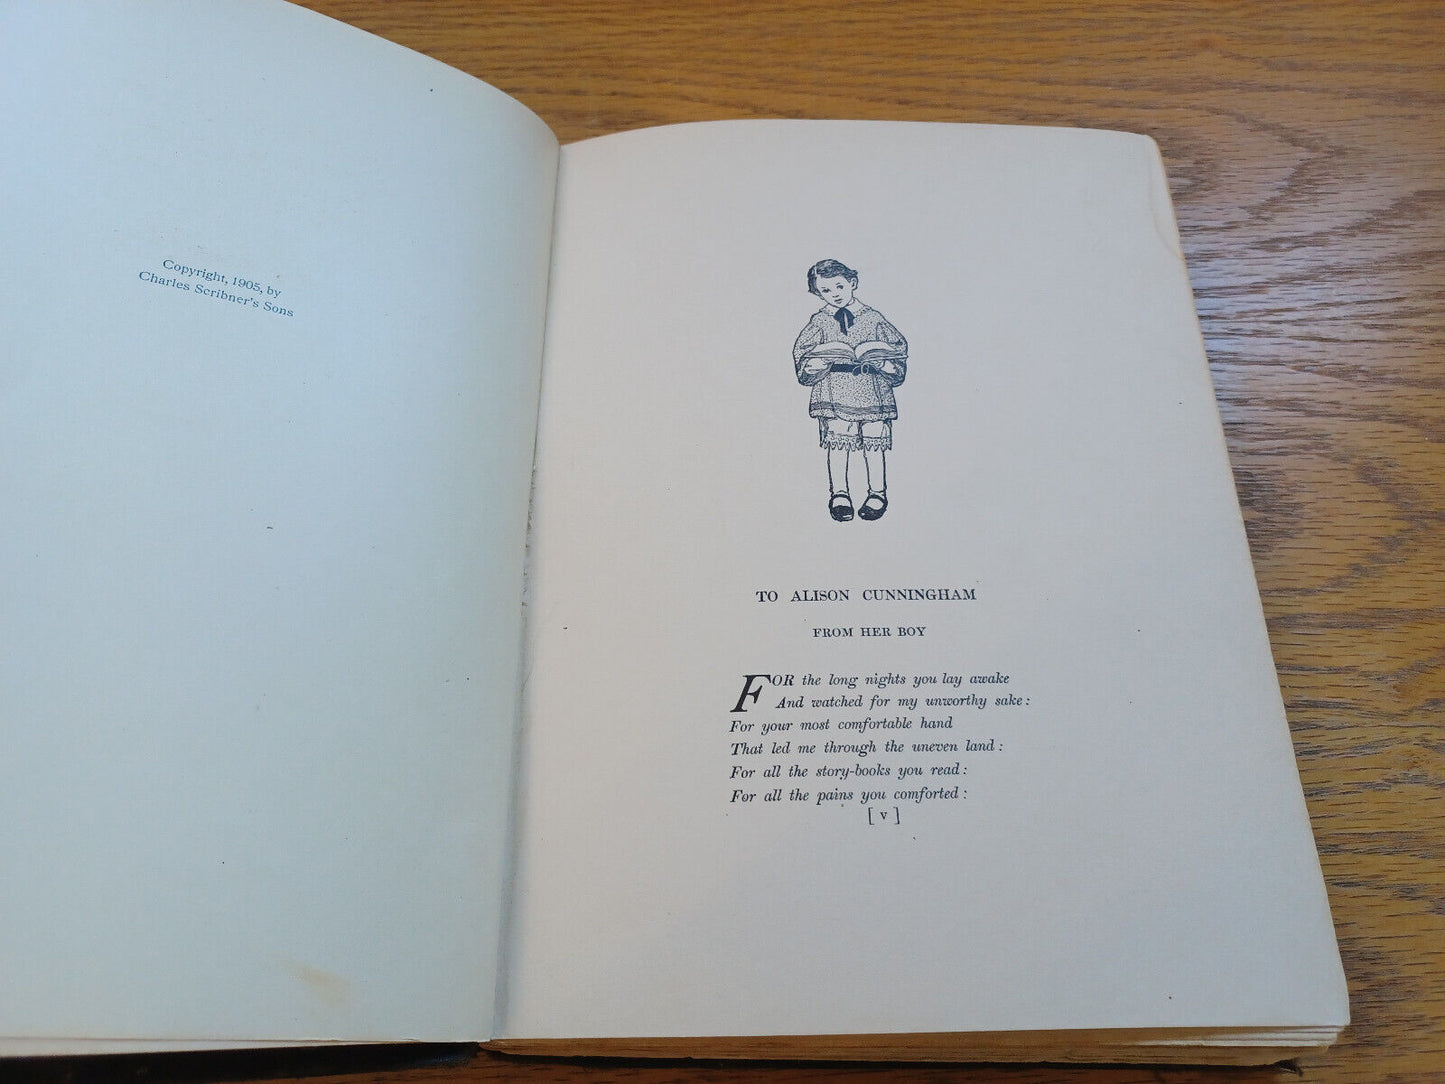 Copyright, 1905, by
Charles Scribner's Sons
TO ALISON CUNNINGHAM
FROM HER BOY
FOR the long nights you lay awake
And watched for my unworthy sake :
For your most comfortable hand
That led me through the uneven land :
For all the story-books you read :
For all the pains you comforted :
[ v ]